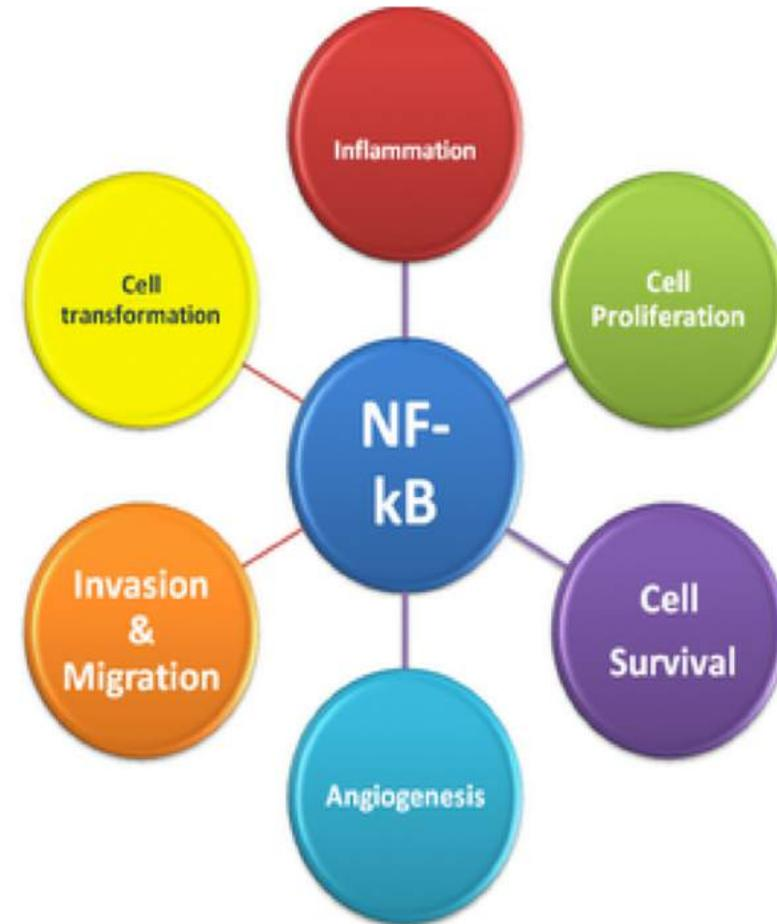 Inflammation
Cell
Proliferation
Cell
Survival
Angiogenesis
Invasion
&
Migration
Cell
transformation
NF-
kB